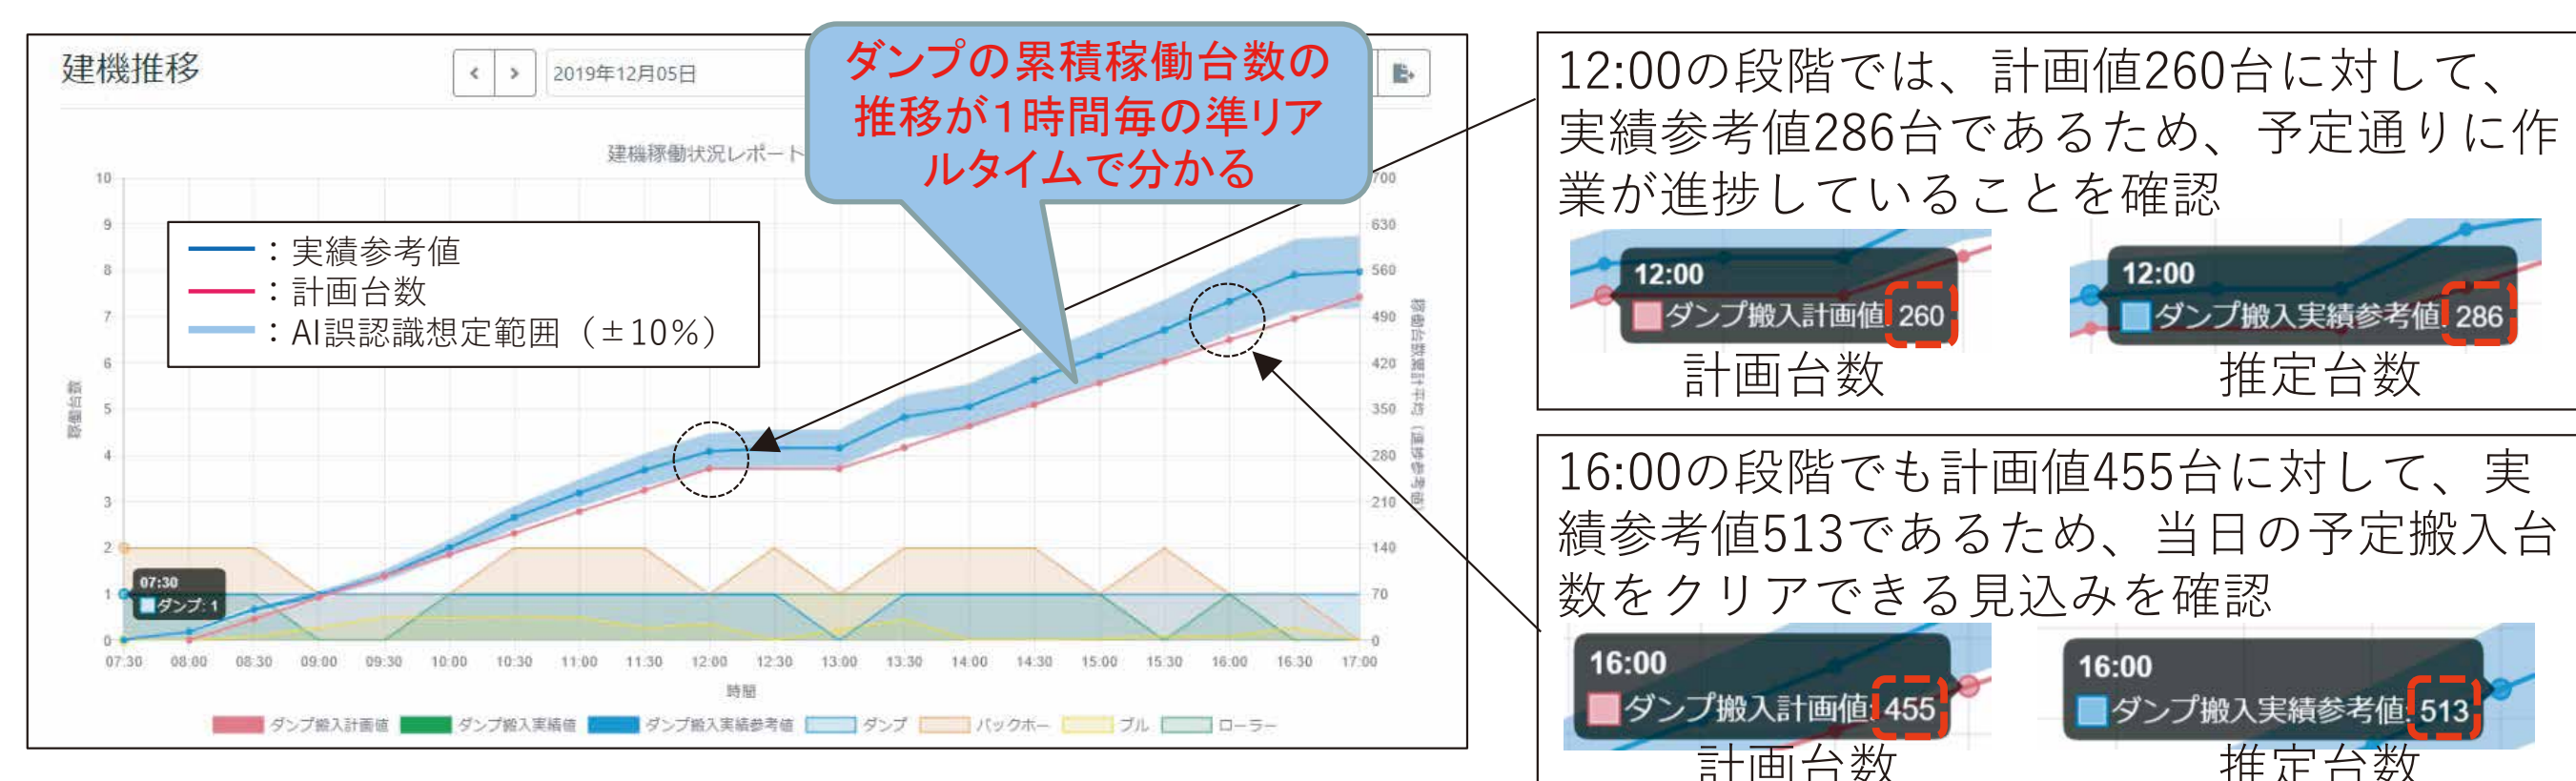 建機推移
2019年12月05日
ダンプの累積稼働台数の
推移が1時間毎の準リア
ルタイムで分かる
建機稼働状況レポート
：実績参考値
：計画台数
：AI誤認識想定範囲（±10%）
10
9
8
7
6
5
4
3
2
1
0
稼働台数
700
630
560
490
420
350
280
210
140
70
0
稼働台数累計平均（進捗参考値）
07:30
ダンプ: 1
07:30 08:00 08:30 09:00 09:30 10:00 10:30 11:00 11:30 12:00 12:30 13:00 13:30 14:00 14:30 15:00 15:30 16:00 16:30 17:00
時間
ダンプ搬入計画値 ダンプ搬入実績値 ダンプ搬入実績参考値 ダンプ バックホー ブル ローラー
12:00の段階では、計画値260台に対して、
実績参考値286台であるため、予定通りに作
業が進捗していることを確認
12:00
ダンプ搬入計画値: 260
計画台数
12:00
ダンプ搬入実績参考値: 286
推定台数
16:00の段階でも計画値455台に対して、実
績参考値513であるため、当日の予定搬入台
数をクリアできる見込みを確認
16:00
ダンプ搬入計画値: 455
計画台数
16:00
ダンプ搬入実績参考値: 513
推定台数